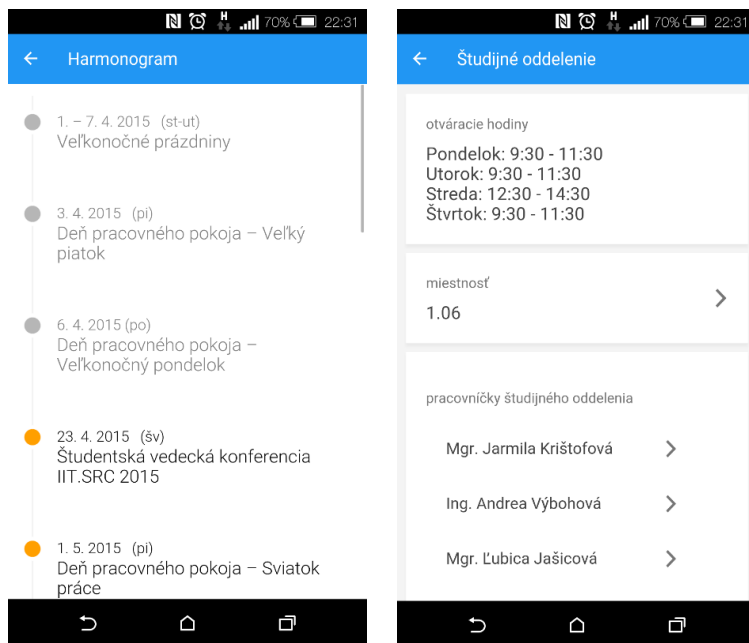 H
70% 22:31
Harmonogram
1. – 7. 4. 2015 (st-ut)
Veľkonočné prázdniny
3. 4. 2015 (pi)
Deň pracovného pokoja – Veľký
piatok
6. 4. 2015 (po)
Deň pracovného pokoja –
Veľkonočný pondelok
23. 4. 2015 (šv)
Študentská vedecká konferencia
IIT.SRC 2015
1. 5. 2015 (pi)
Deň pracovného pokoja – Sviatok
práce
H
70% 22:31
Študijné oddelenie
otváracie hodiny
Pondelok: 9:30 - 11:30
Utorok: 9:30 - 11:30
Streda: 12:30 - 14:30
Štvrtok: 9:30 - 11:30
miestnosť
1.06
pracovníčky študijného oddelenia
Mgr. Jarmila Krištofová
Ing. Andrea Výbohová
Mgr. Ľubica Jašicová